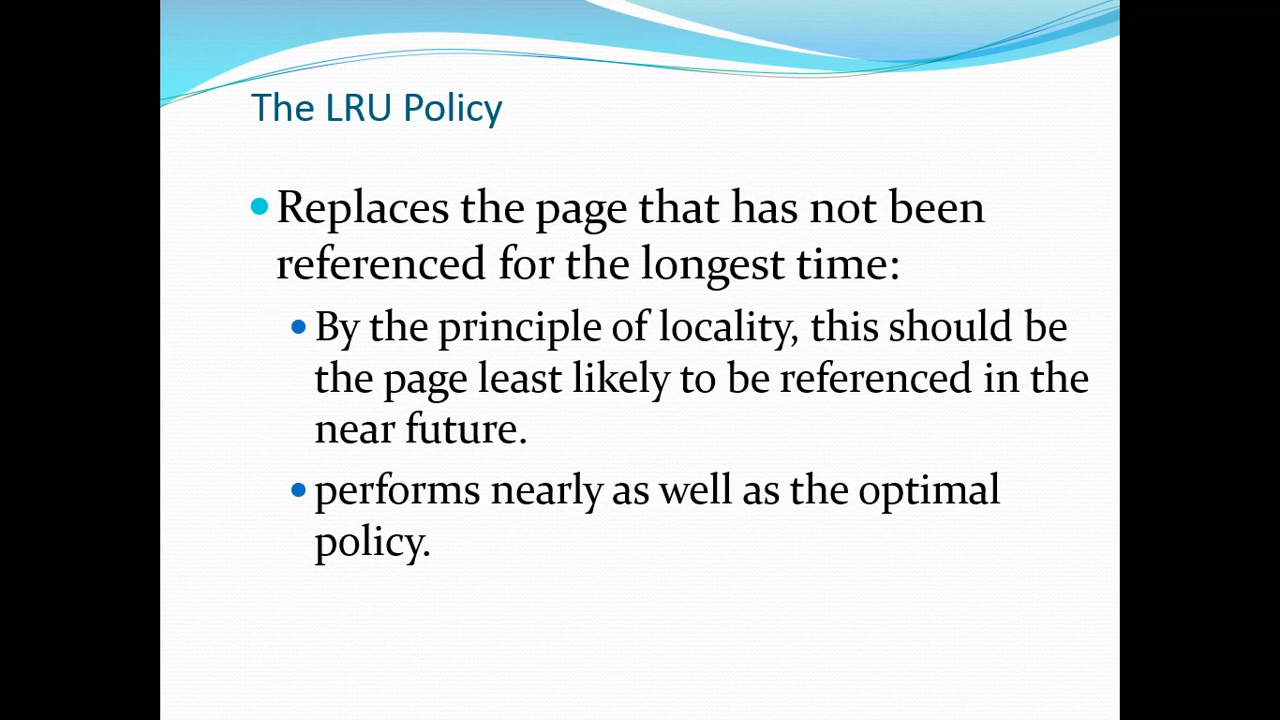 The LRU Policy
• Replaces the page that has not been
referenced for the longest time:
• By the principle of locality, this should be
the page least likely to be referenced in the
near future.
• performs nearly as well as the optimal
policy.